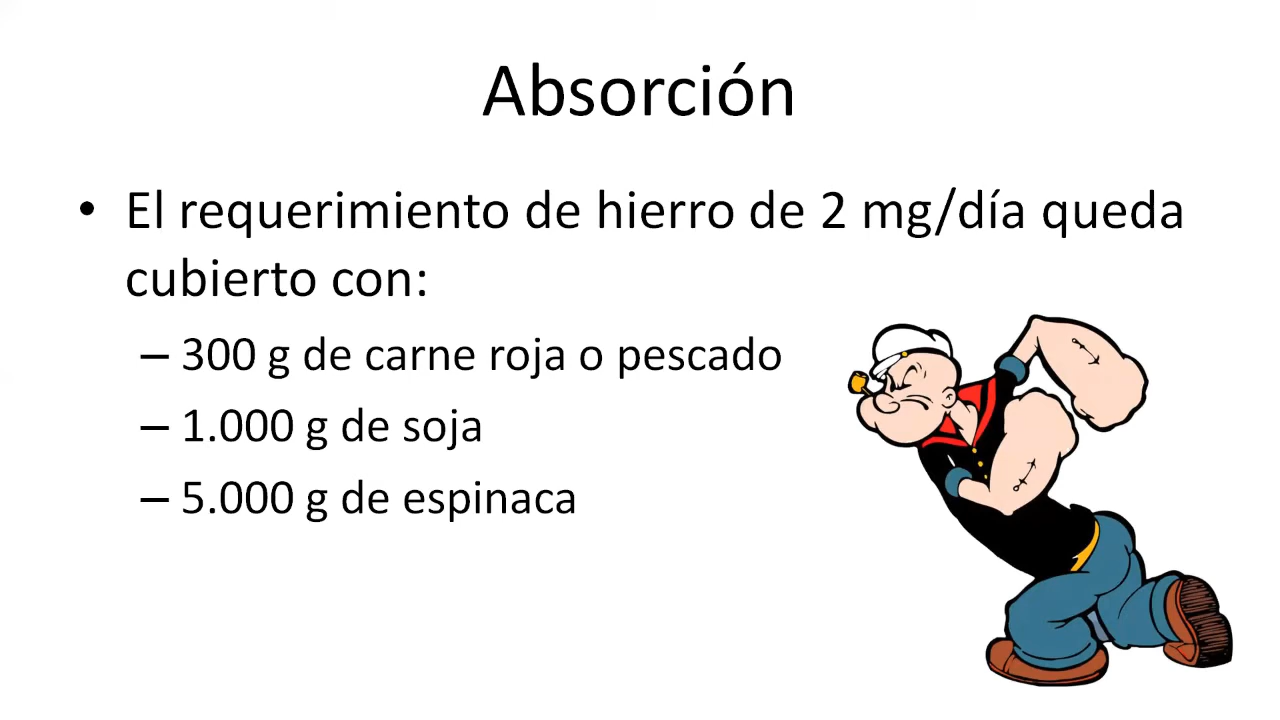 Absorción
• El requerimiento de hierro de 2 mg/día queda
cubierto con:
– 300 g de carne roja o pescado
– 1.000 g de soja
– 5.000 g de espinaca